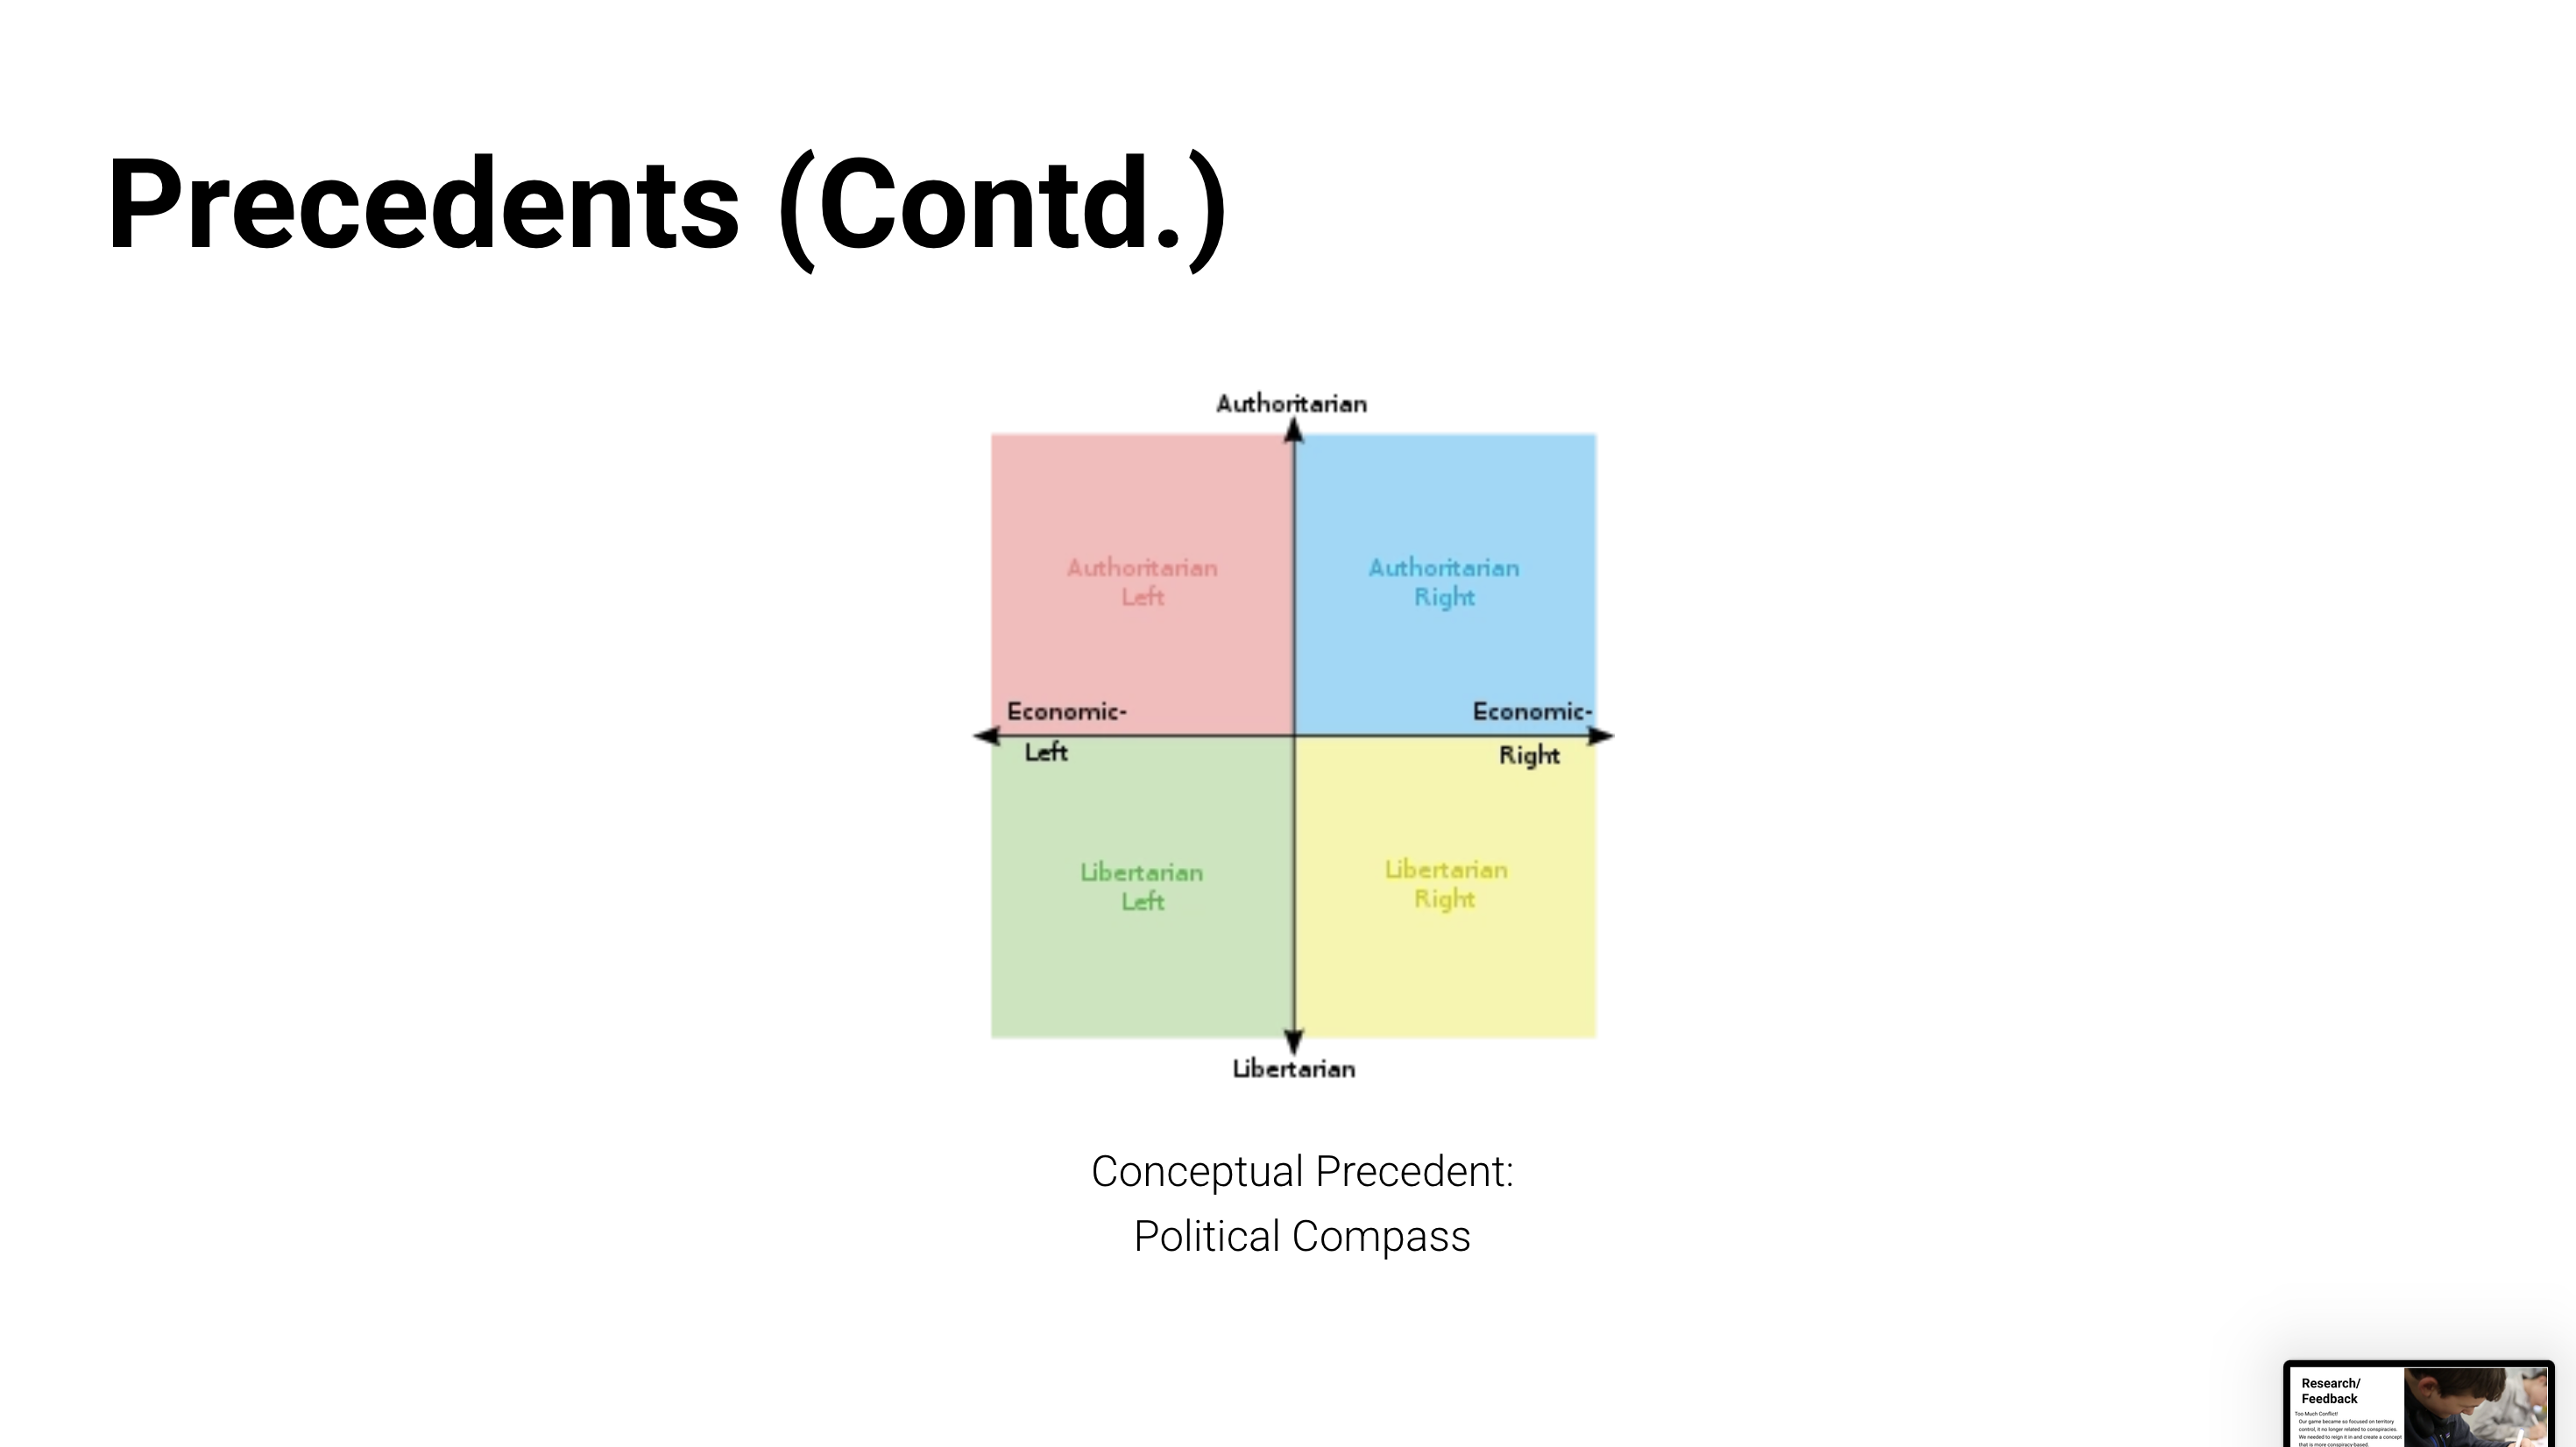 Precedents (Contd.)
Authoritarian
Authoritarian
Left
Authoritarian
Right
Economic-
Left
Economic-
Right
Libertarian
Left
Libertarian
Right
Libertarian
Conceptual Precedent:
Political Compass
Research/
Feedback
Too Much Conflict!
Our game became so focused on territory
control, it no longer related to conspiracies.
We needed to reign it in and create a concept
that is more conspiracy-based.